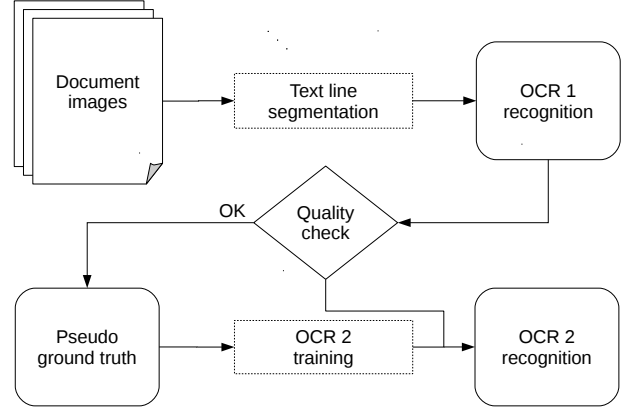 Document
images
Text line
segmentation
OCR 1
recognition
OK
Quality
check
Pseudo
ground truth
OCR 2
training
OCR 2
recognition